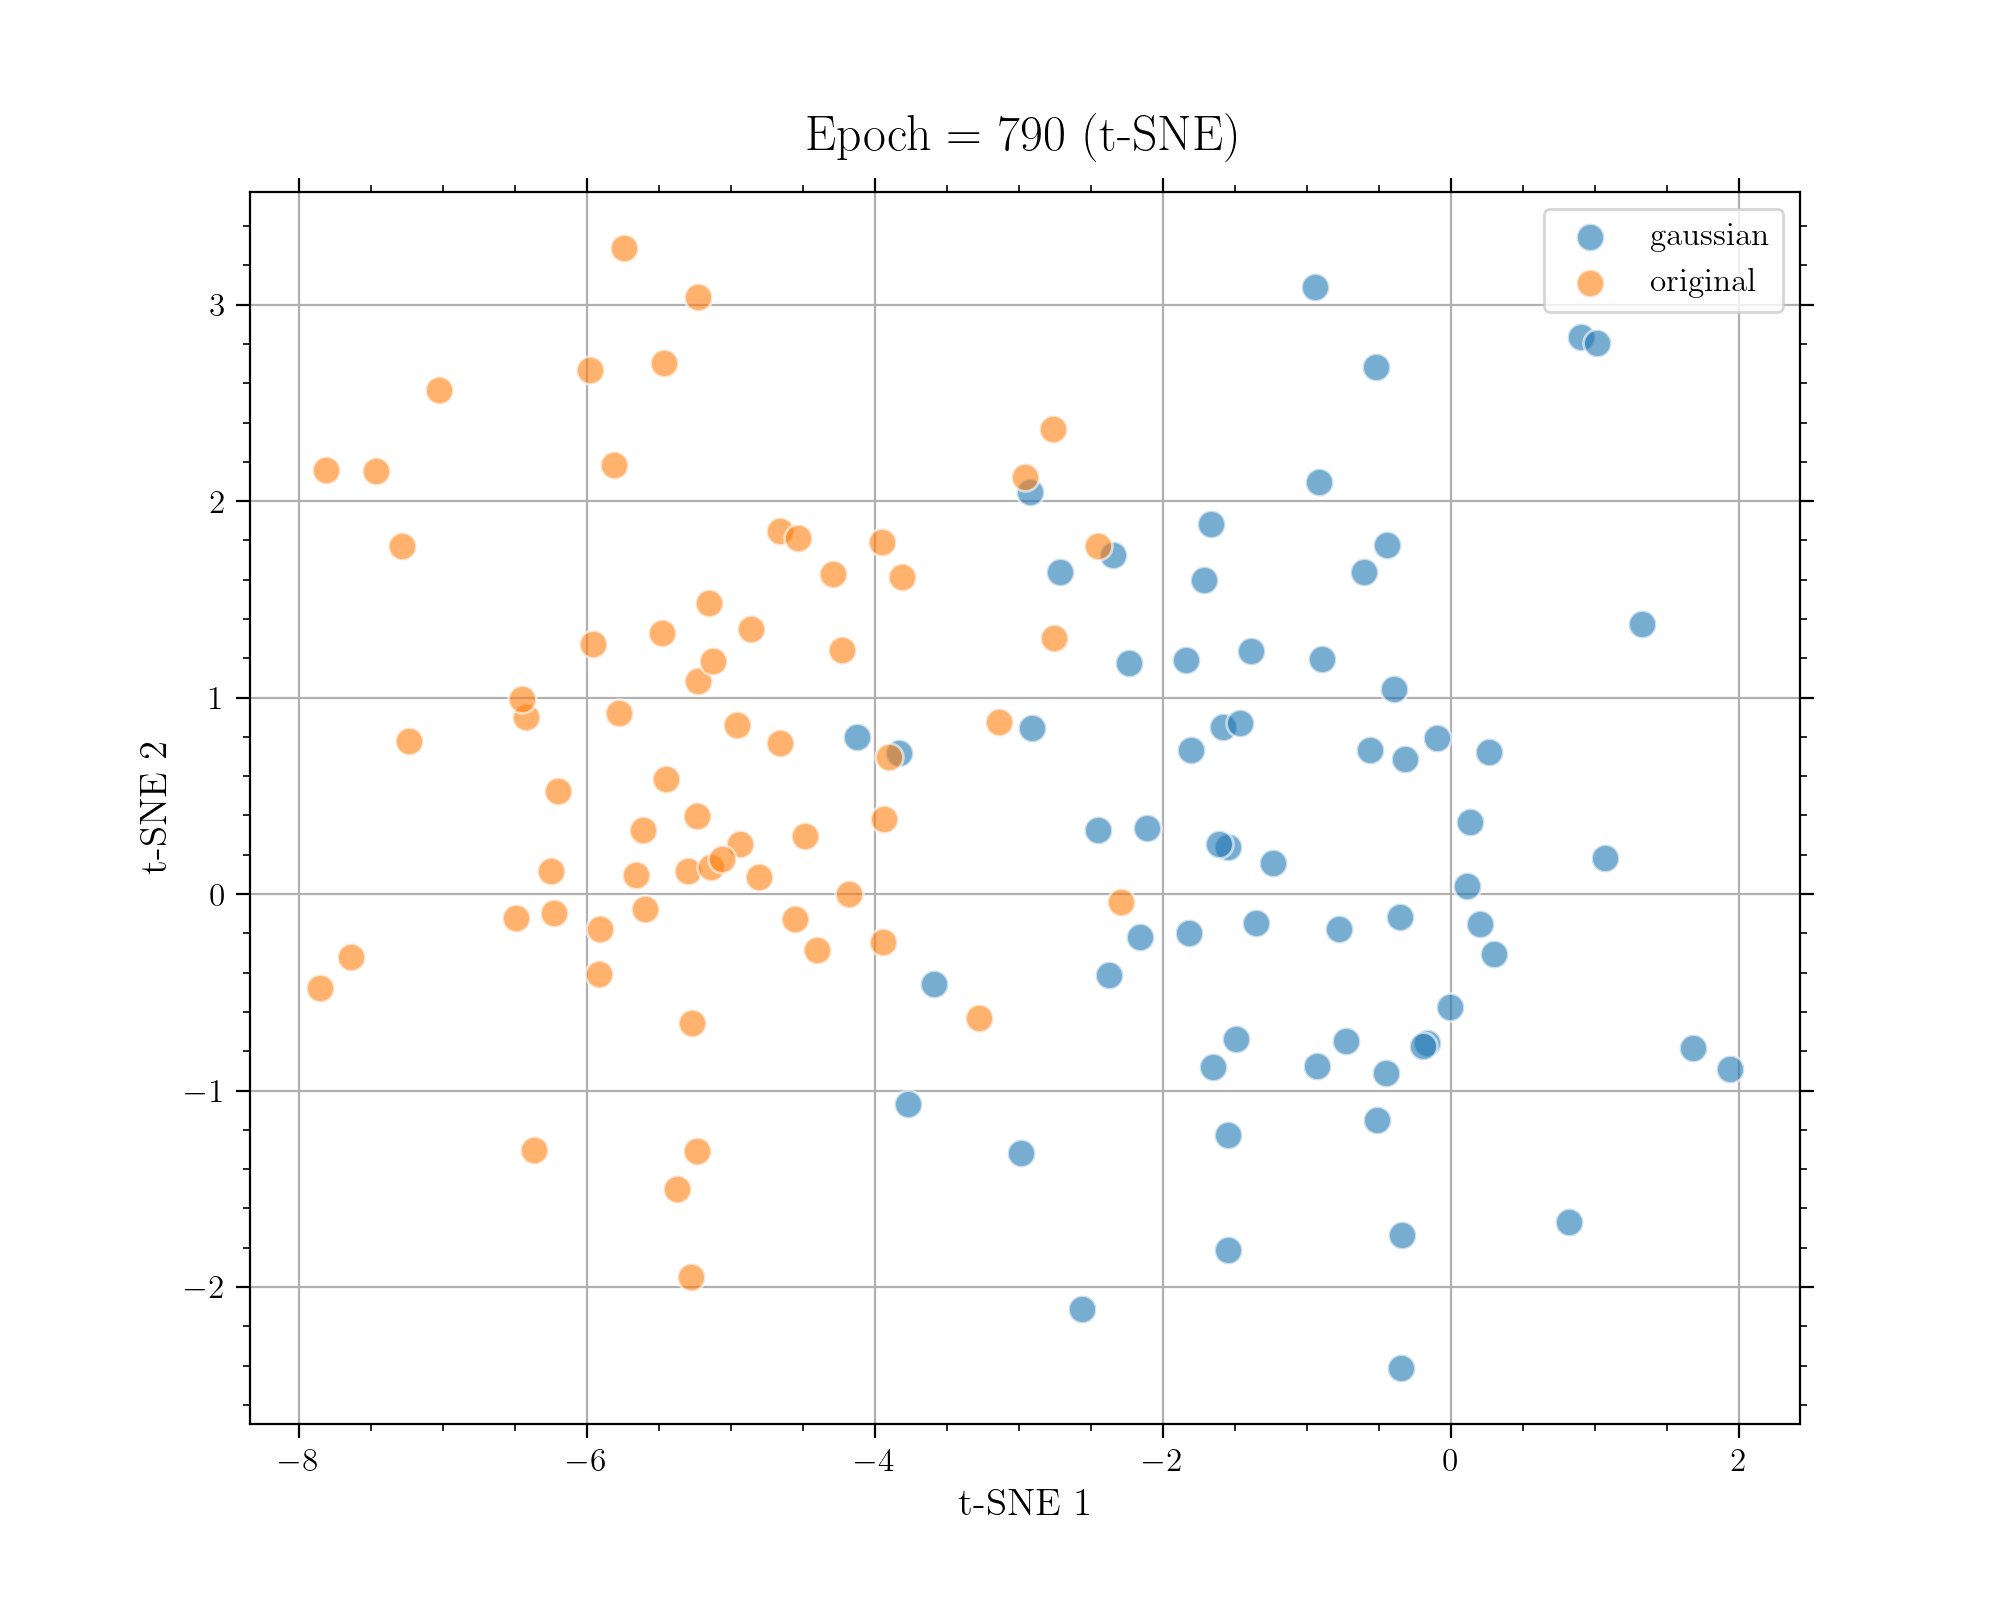 Epoch = 790 (t-SNE)
gaussian
original
3
2
1
0
−1
−2
t-SNE 2
−8
−6
−4
−2
0
2
t-SNE 1